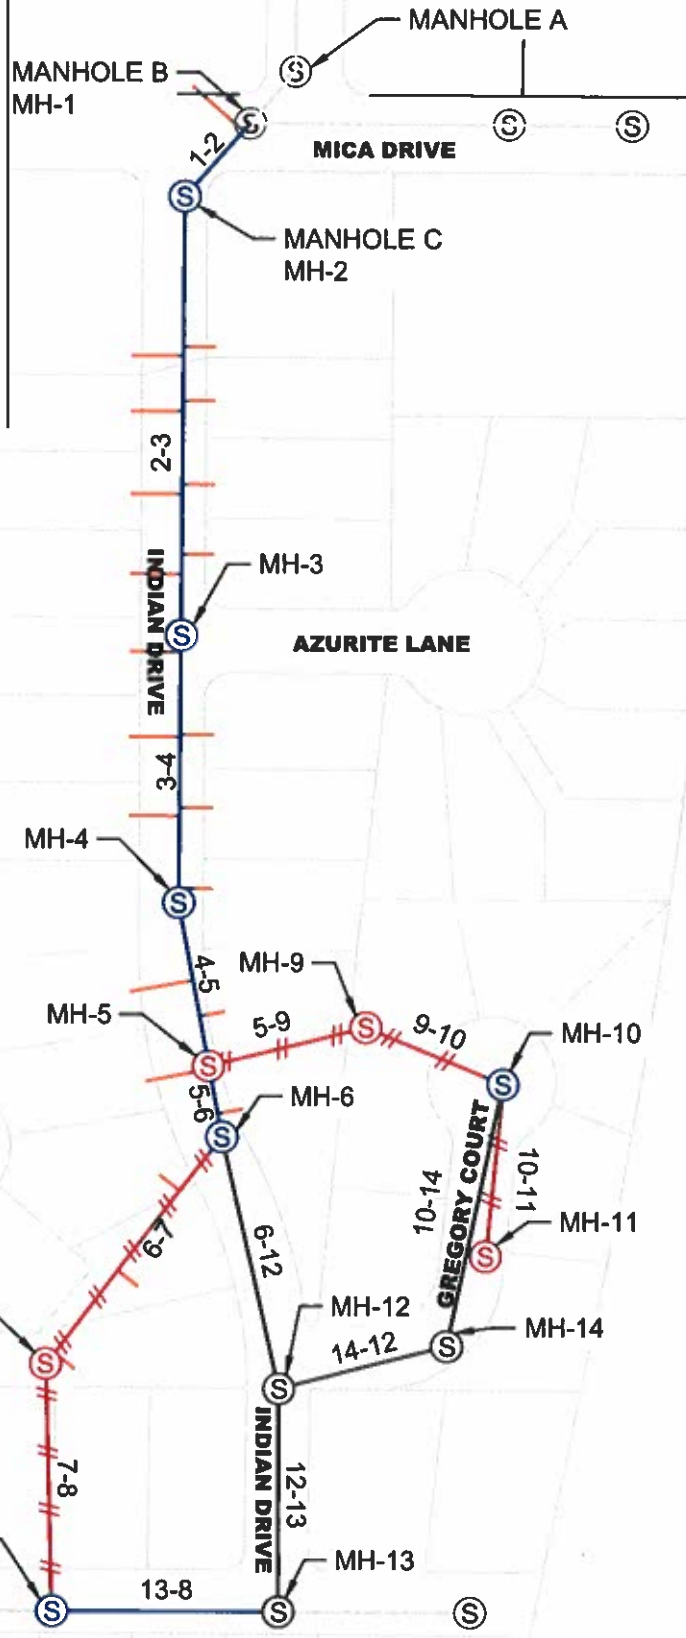 MANHOLE A
MANHOLE B
MH-1
S
S
S
S
MICA DRIVE
1-2
S
MANHOLE C
MH-2
2-3
INDIAN DRIVE
MH-3
S
AZURITE LANE
3-4
MH-4
S
4-5
MH-9
MH-5
5-9
S
9-10
MH-10
S
S
5-6
MH-6
S
GREGORY COURT
10-14
10-11
MH-11
S
6-7
6-12
MH-12
MH-14
S
14-12
S
S
7-8
INDIAN DRIVE
12-13
MH-13
13-8
S
S
S